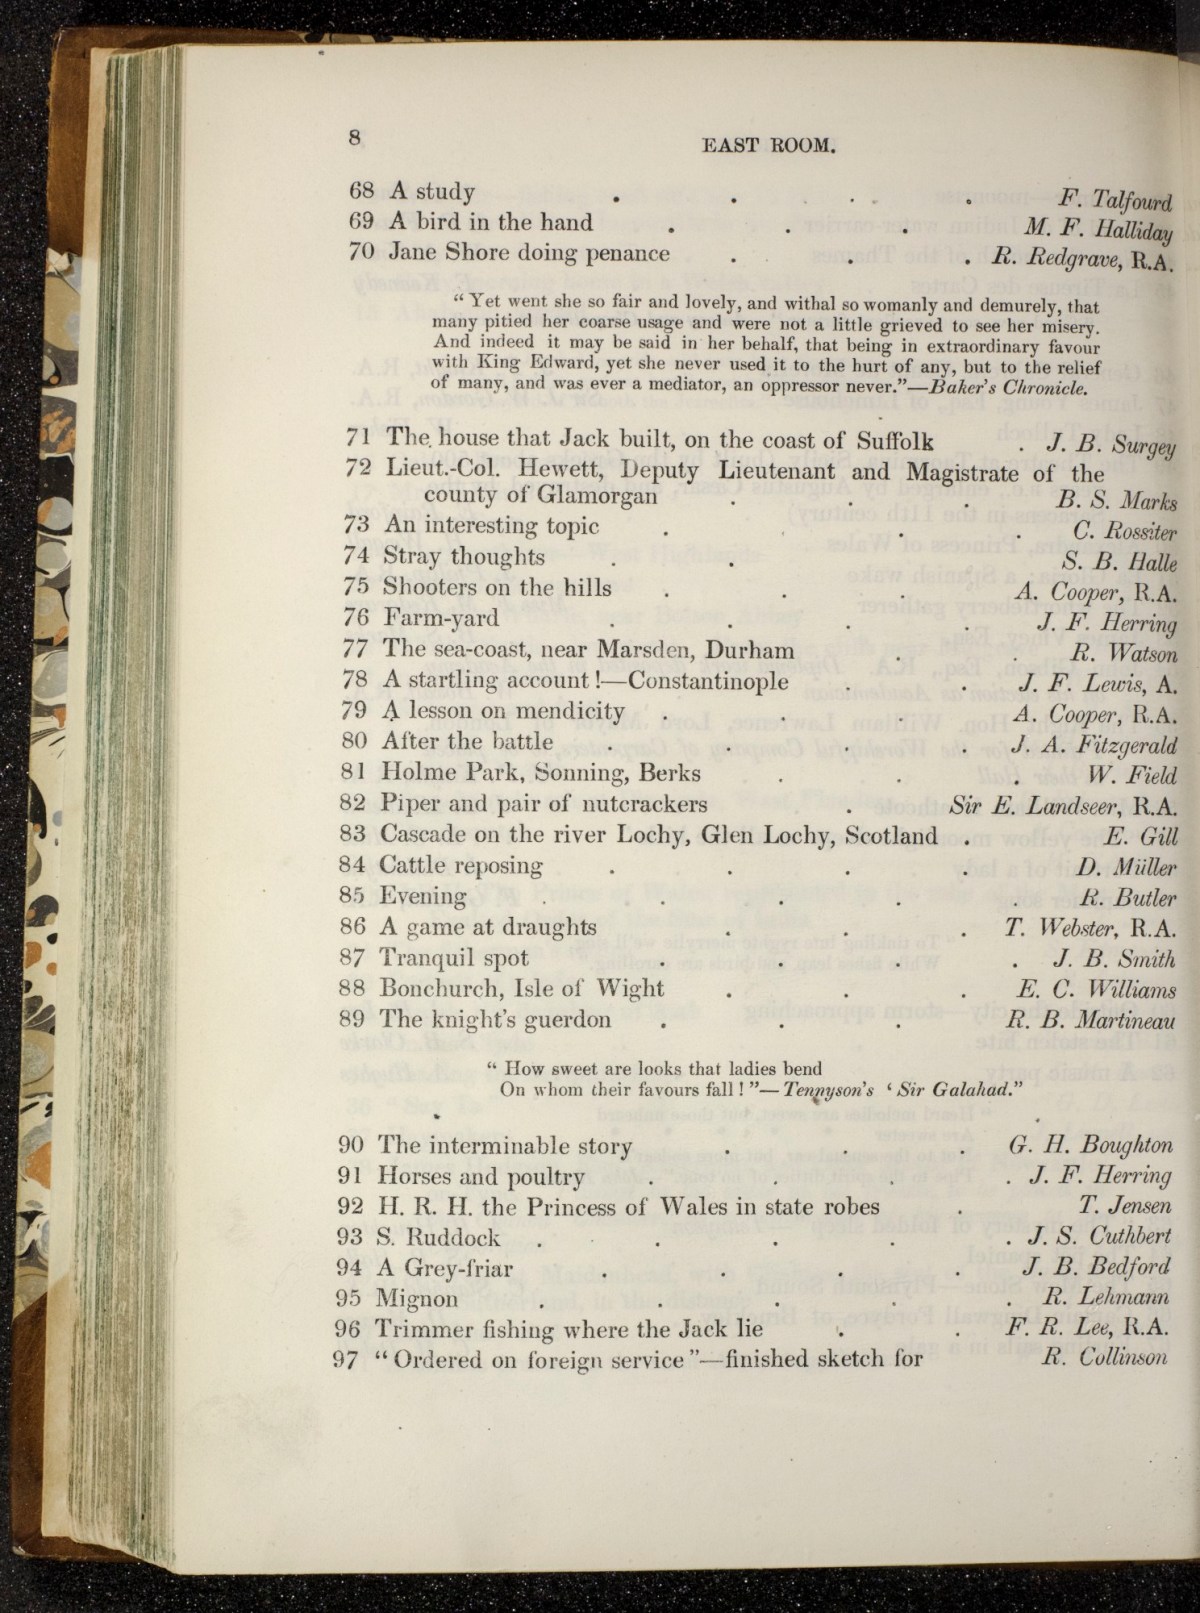 8
EAST ROOM.
68 A study . . . . F. Talfourd
69 A bird in the hand . . . M. F. Halliday
70 Jane Shore doing penance . . . R. Redgrave, R.A.
“ Yet went she so fair and lovely, and withal so womanly and demurely, that
many pitied her coarse usage and were not a little grieved to see her misery.
And indeed it may be said in her behalf, that being in extraordinary favour
with King Edward, yet she never used it to the hurt of any, but to the relief
of many, and was ever a mediator, an oppressor never.”—Baker's Chronicle.
71 The house that Jack built, on the coast of Suffolk . J. B. Surgey
72 Lieut.-Col. Hewett, Deputy Lieutenant and Magistrate of the
county of Glamorgan . . . B. S. Marks
73 An interesting topic . . . . C. Rossiter
74 Stray thoughts . . . . S. B. Halle
75 Shooters on the hills . . . A. Cooper, R.A.
76 Farm-yard . . . . J. F. Herring
77 The sea-coast, near Marsden, Durham . . R. Watson
78 A startling account!—Constantinople . . J. F. Lewis, A.
79 A lesson on mendicity . . . A. Cooper, R.A.
80 After the battle . . . . J. A. Fitzgerald
81 Holme Park, Sonning, Berks . . . W. Field
82 Piper and pair of nutcrackers . Sir E. Landseer, R.A.
83 Cascade on the river Lochy, Glen Lochy, Scotland . E. Gill
84 Cattle reposing . . . . D. Müller
85 Evening . . . . . R. Butler
86 A game at draughts . . . T. Webster, R.A.
87 Tranquil spot . . . . J. B. Smith
88 Bonchurch, Isle of Wight . . . E. C. Williams
89 The knight's guerdon . . . R. B. Martineau
“ How sweet are looks that ladies bend
On whom their favours fall! ”—Tennyson's ‘ Sir Galahad.”
90 The interminable story . . . G. H. Boughton
91 Horses and poultry . . . . J. F. Herring
92 H. R. H. the Princess of Wales in state robes . T. Jensen
93 S. Ruddock . . . . . J. S. Cuthbert
94 A Grey-friar . . . . J. B. Bedford
95 Mignon . . . . . R. Lehmann
96 Trimmer fishing where the Jack lie . . F. R. Lee, R.A.
97 “ Ordered on foreign service ”—finished sketch for R. Collinson